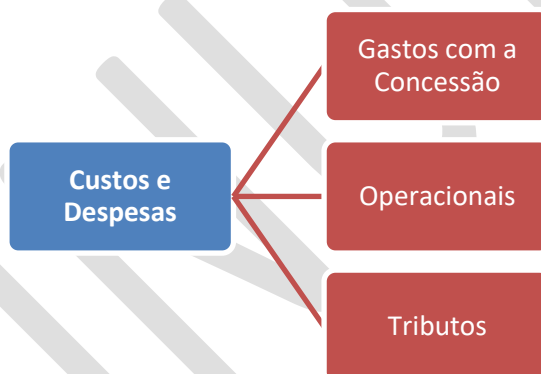 Gastos com a
Concessão
Custos e
Despesas
Operacionais
Tributos